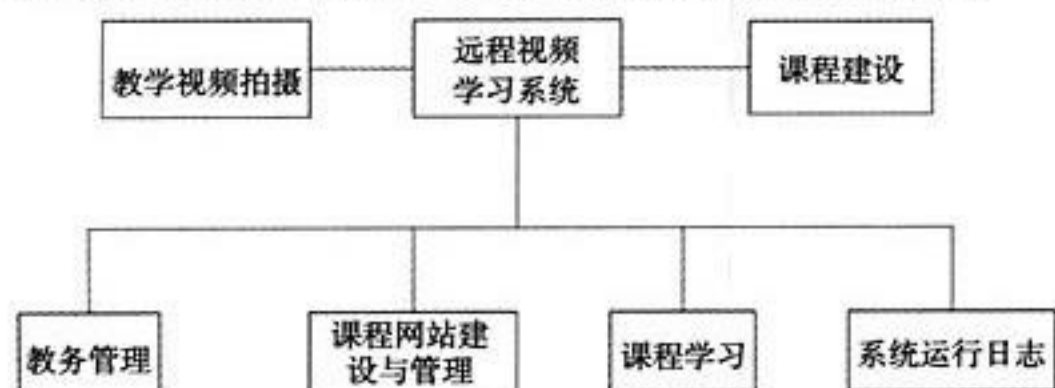 教学视频拍摄
远程视频
学习系统
课程建设
教务管理
课程网站建
设与管理
课程学习
系统运行日志